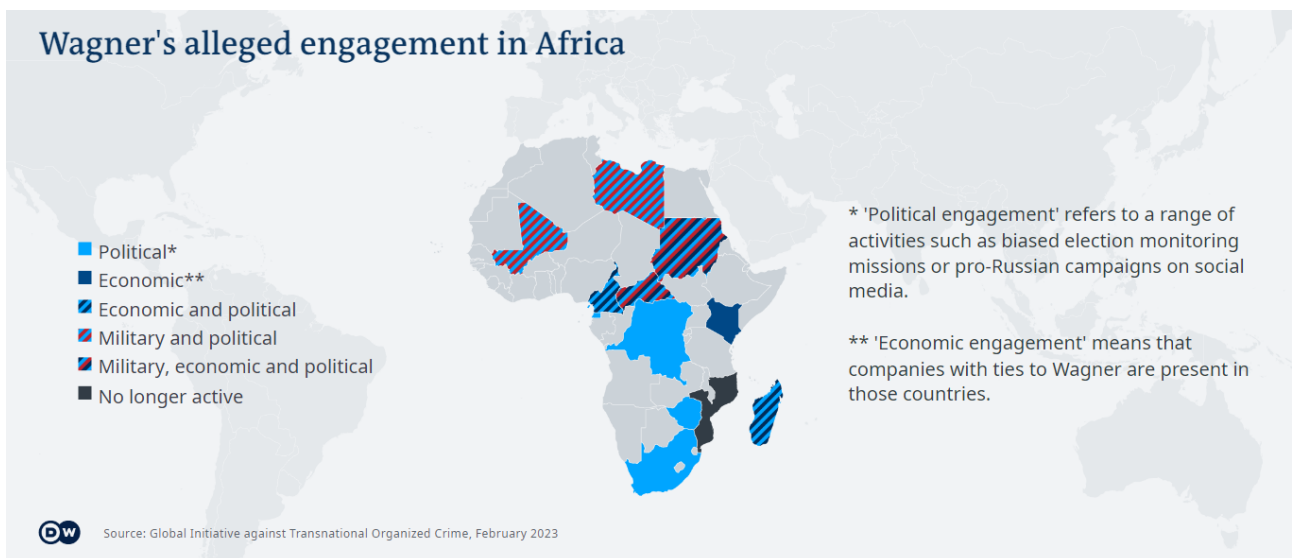 Wagner's alleged engagement in Africa
Political*
Economic**
Economic and political
Military and political
Military, economic and political
No longer active
* 'Political engagement' refers to a range of
activities such as biased election monitoring
missions or pro-Russian campaigns on social
media.
** 'Economic engagement' means that
companies with ties to Wagner are present in
those countries.
DW
Source: Global Initiative against Transnational Organized Crime, February 2023